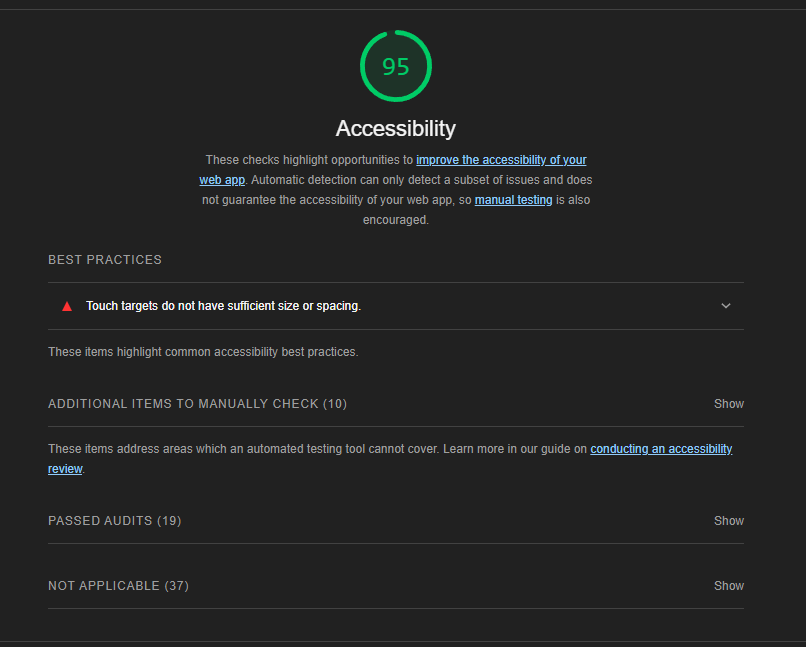 95
Accessibility
These checks highlight opportunities to improve the accessibility of your
web app. Automatic detection can only detect a subset of issues and does
not guarantee the accessibility of your web app, so manual testing is also
encouraged.
BEST PRACTICES
Touch targets do not have sufficient size or spacing.
These items highlight common accessibility best practices.
ADDITIONAL ITEMS TO MANUALLY CHECK (10) Show
These items address areas which an automated testing tool cannot cover. Learn more in our guide on conducting an accessibility
review.
PASSED AUDITS (19) Show
NOT APPLICABLE (37) Show